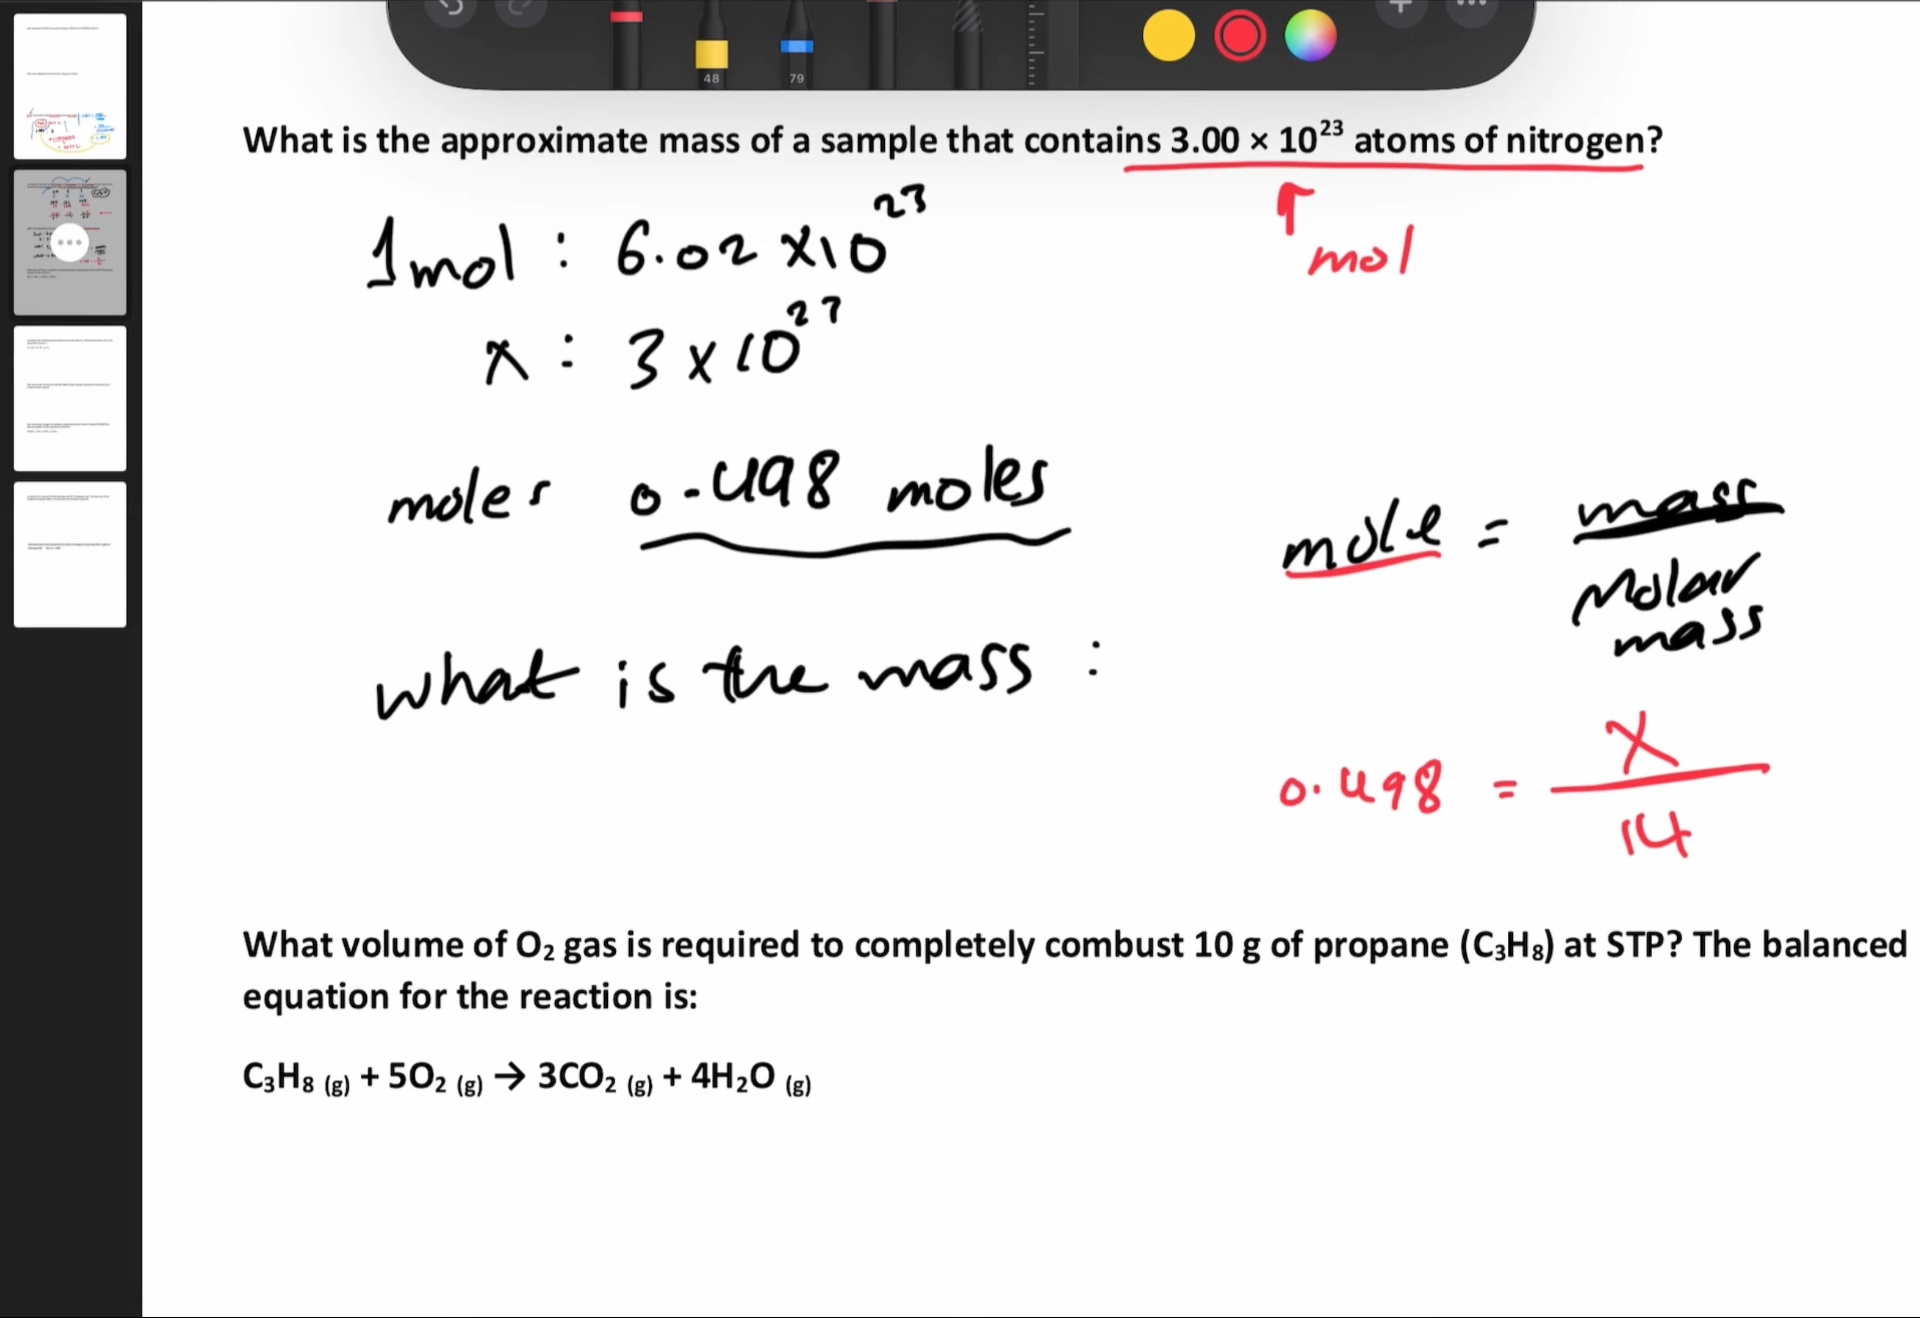 48 79
What is the approximate mass of a sample that contains 3.00 × 10²³ atoms of nitrogen?
1mol : 6.02 x10²³
mol
x : 3 x 10²³
moles 0.498 moles
mole = mass
Molar
mass
what is the mass :
0.498 = x
14
What volume of O₂ gas is required to completely combust 10 g of propane (C₃H₈) at STP? The balanced
equation for the reaction is:
C₃H₈ (g) + 5O₂ (g) → 3CO₂ (g) + 4H₂O (g)